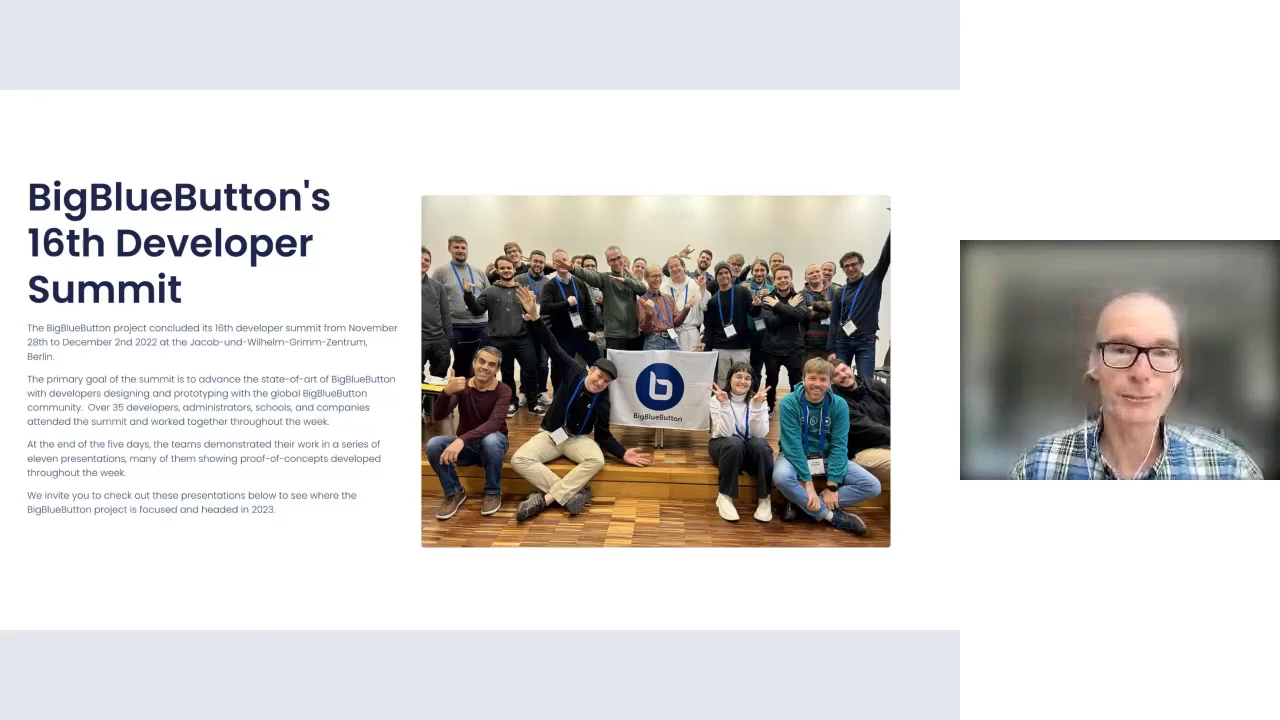 BigBlueButton's
16th Developer
Summit
The BigBlueButton project concluded its 16th developer summit from November
28th to December 2nd 2022 at the Jacob-und-Wilhelm-Grimm-Zentrum,
Berlin.
The primary goal of the summit is to advance the state-of-art of BigBlueButton
with developers designing and prototyping with the global BigBlueButton
community.  Over 35 developers, administrators, schools, and companies
attended the summit and worked together throughout the week.
At the end of the five days, the teams demonstrated their work in a series of
eleven presentations, many of them showing proof-of-concepts developed
throughout the week.
We invite you to check out these presentations below to see where the
BigBlueButton project is focused and headed in 2023.
b
BigBlueButton